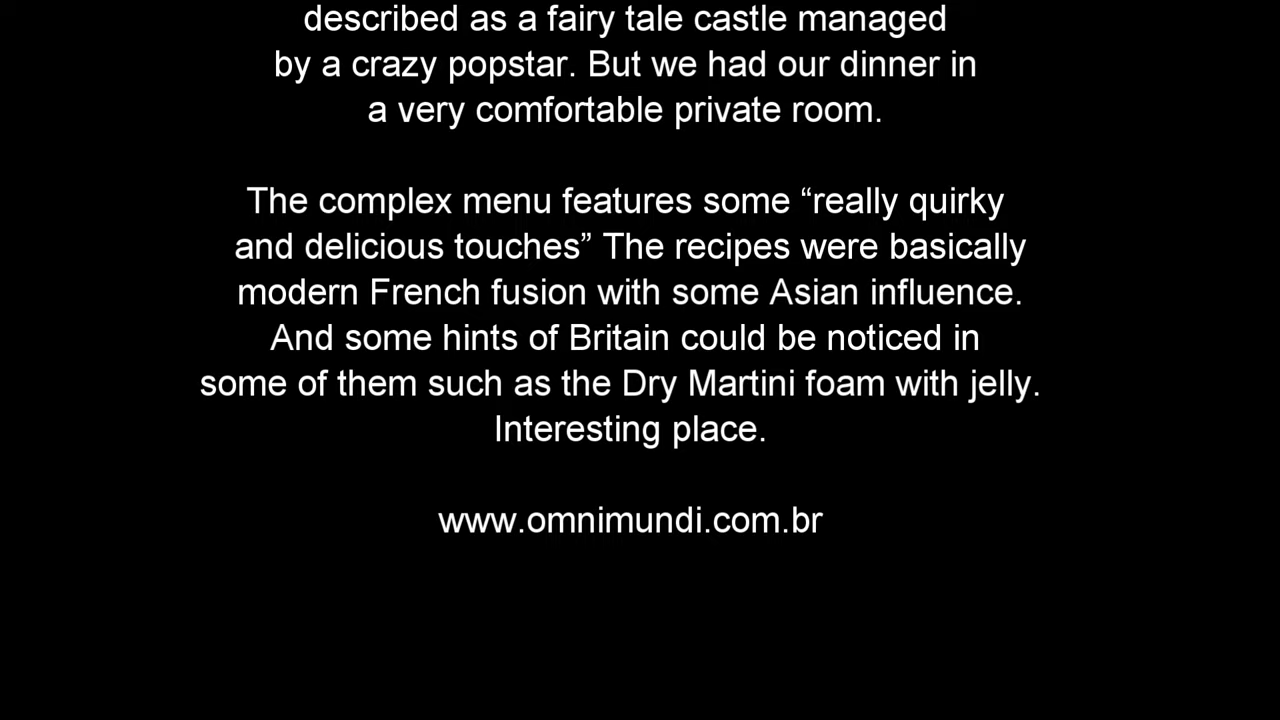 described as a fairy tale castle managed
by a crazy popstar. But we had our dinner in
a very comfortable private room.
The complex menu features some “really quirky
and delicious touches” The recipes were basically
modern French fusion with some Asian influence.
And some hints of Britain could be noticed in
some of them such as the Dry Martini foam with jelly.
Interesting place.
www.omnimundi.com.br